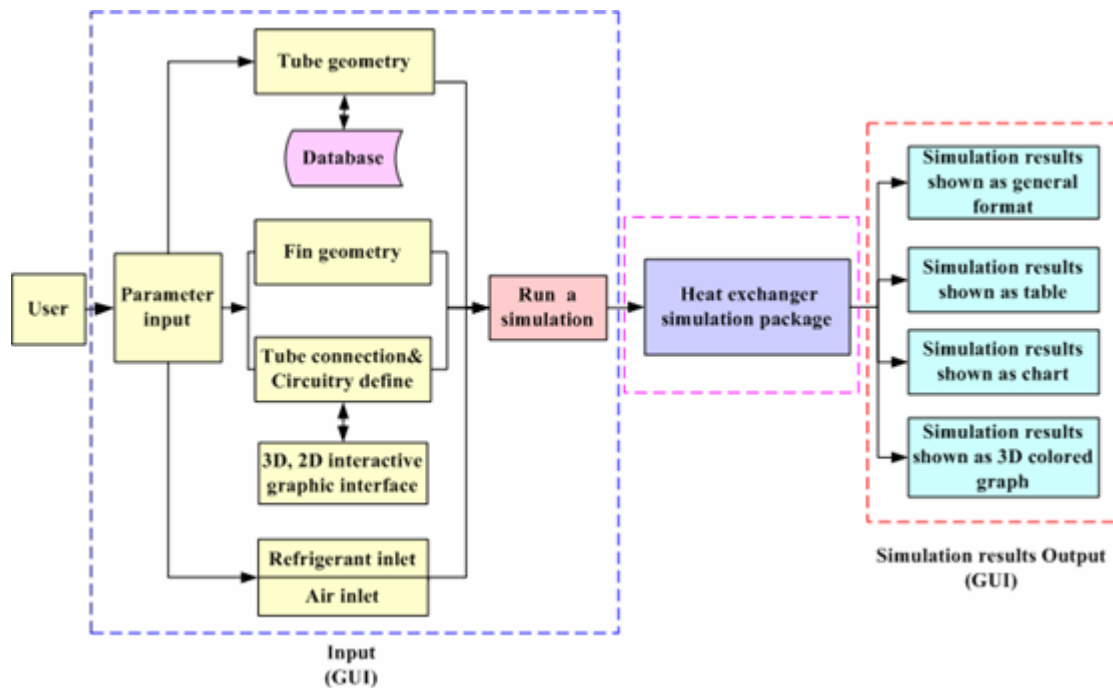 User
Parameter
input
Tube geometry
Database
Fin geometry
Tube connection&
Circuitry define
3D, 2D interactive
graphic interface
Refrigerant inlet
Air inlet
Input
(GUI)
Run a
simulation
Heat exchanger
simulation package
Simulation results
shown as general
format
Simulation results
shown as table
Simulation results
shown as chart
Simulation results
shown as 3D colored
graph
Simulation results Output
(GUI)